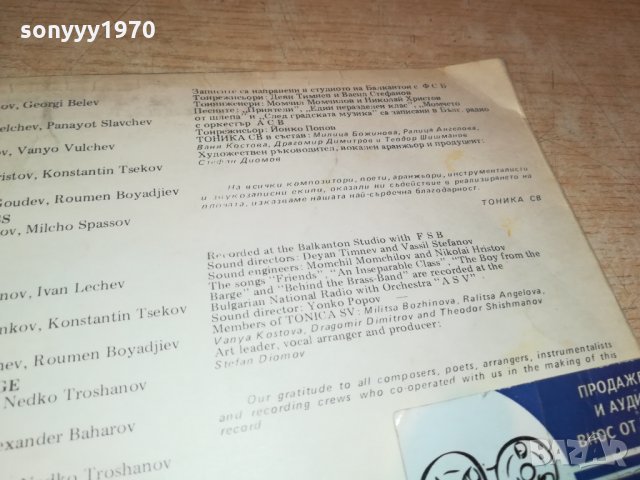 sonyyy1970
ov, Georgi Belev
elchev, Panayot Slavchev
ov, Vanyo Vulchev
ristov, Konstantin Tsekov
Goudev, Roumen Boyadjiev
ES
ov, Milcho Spassov
nov, Ivan Lechev
nkov, Konstantin Tsekov
hev, Roumen Boyadjiev
GE
Nedko Troshanov
exander Baharov
Nedko Troshanov
Записите са направени в студиото на Балкантон с ФСБ
Тонрежисьори: Деян Тимнев и Васил Стефанов
Тонинженери: Момчил Момчилов и Николай Христов
Песните: „Приятели", „Един неразделен клас", „Момчето
от шлепа" и „След градската музика" са записани в Бълг. радио
с оркестър А С В
Тонрежисьор: Йонко Попов
ТОНИКА СВ в състав: Милица Божинова, Ралица Ангелова,
Ваня Костова, Драгомир Димитров и Теодор Шишманов
Художествен ръководител, вокален аранжьор и продуцент:
Стефан Диомов
На всички композитори, поети, аранжьори, инструменталисти
и звукозаписни екипи, оказали ни съдействие в реализирането на
плочата, изказваме нашата най-сърдечна благодарност.
ТОНИКА СВ
Recorded at the Balkanton Studio with F S B
Sound directors: Deyan Timnev and Vassil Stefanov
Sound engineers: Momchil Momchilov and Nikolai Hristov
The songs "Friends", "An Inseparable Class", "The Boy from the
Barge" and "Behind the Brass-Band" are recorded at the
Bulgarian National Radio with Orchestra "A S V"
Sound director: Yonko Popov
Members of TONICA SV: Militsa Bozhinova, Ralitsa Angelova,
Vanya Kostova, Dragomir Dimitrov and Theodor Shishmanov
Art leader, vocal arranger and producer:
Stefan Diomov
Our gratitude to all composers, poets, arrangers, instrumentalists
and recording crews who co-operated with us in the making of this
record
ПРОДАЖБ
И АУДИ
ВНОС ОТ
BAZAR